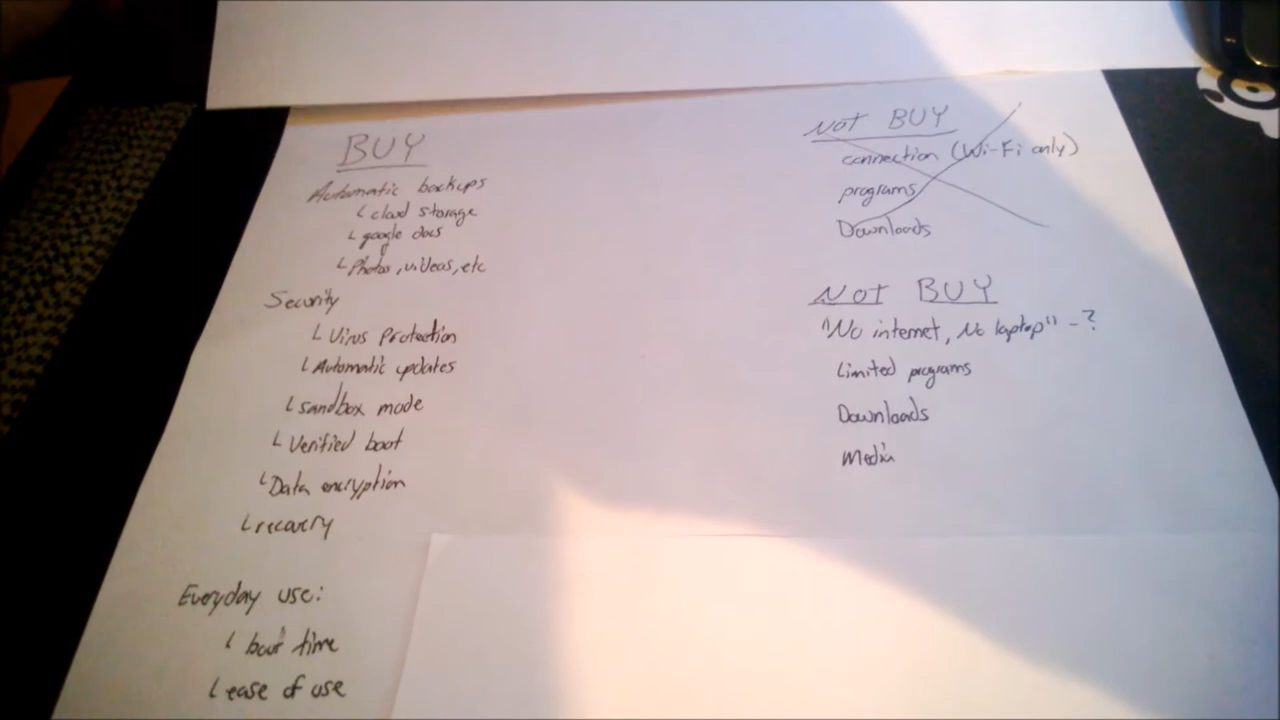 BUY
Automatic backups
cloud storage
google docs
Photos, videos, etc
Security
Virus Protection
Automatic updates
sandbox mode
Verified boot
Data encryption
recovery
Everyday use:
boot time
ease of use
NOT BUY
connection (Wi-Fi only)
programs
Downloads
NOT BUY
"No internet, No laptop" -?
Limited programs
Downloads
Media